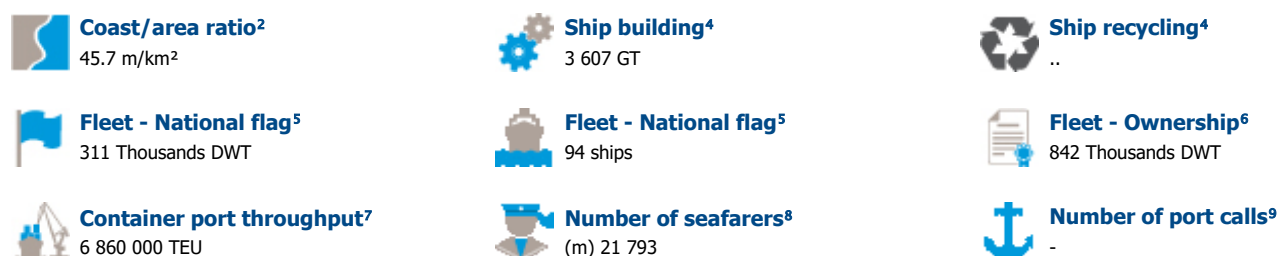 Coast/area ratio²
45.7 m/km²
Ship building⁴
3 607 GT
Ship recycling⁴
..
Fleet - National flag⁵
311 Thousands DWT
Fleet - National flag⁵
94 ships
Fleet - Ownership⁶
842 Thousands DWT
Container port throughput⁷
6 860 000 TEU
Number of seafarers⁸
(m) 21 793
Number of port calls⁹
-